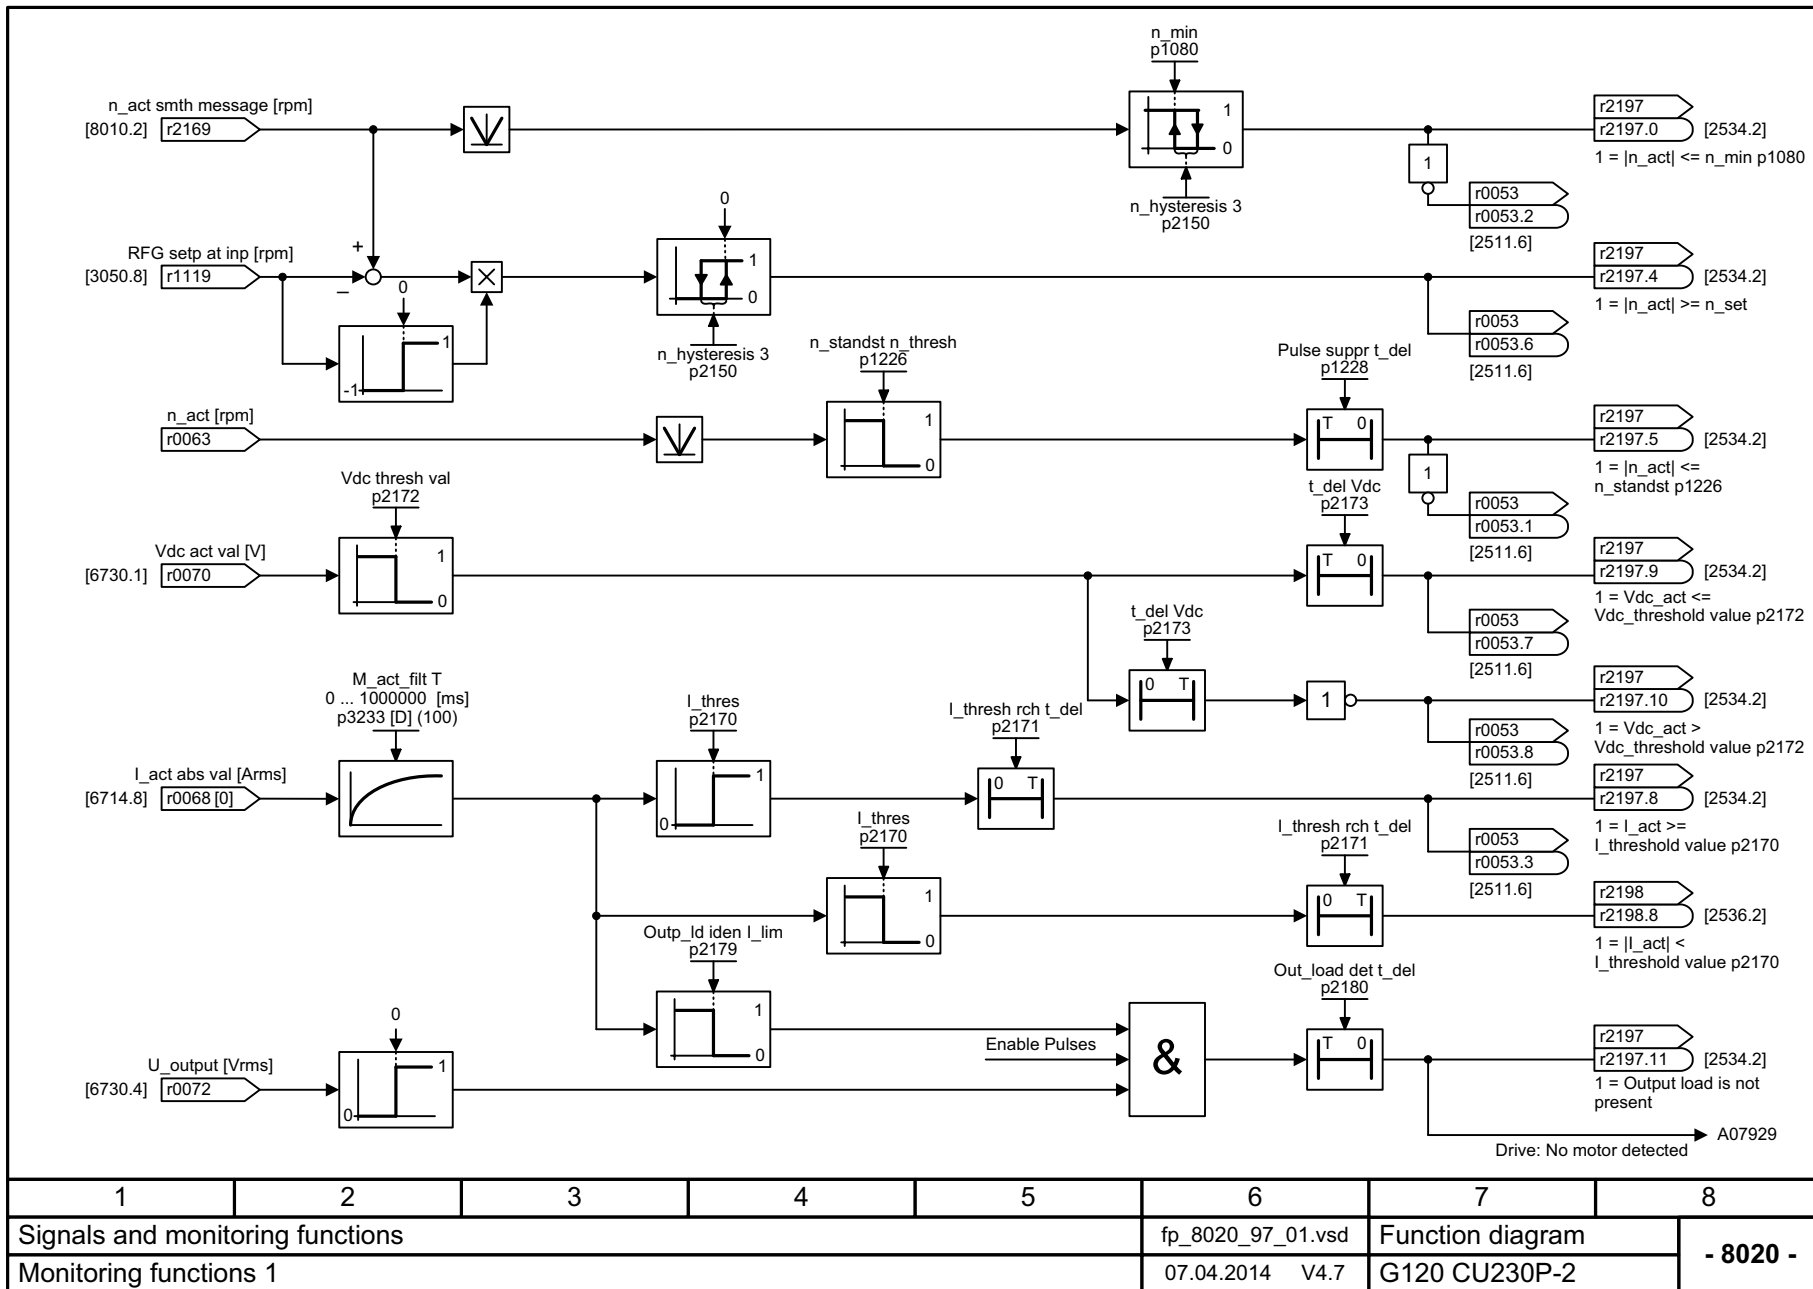 n_min
p1080
n_act smth message [rpm]
[8010.2] r2169
1
0
r2197
r2197.0 [2534.2]
1 = |n_act| <= n_min p1080
1
n_hysteresis 3
p2150
r0053
r0053.2
[2511.6]
0
RFG setp at inp [rpm]
+
[3050.8] r1119
–
0
1
-1
1
0
n_hysteresis 3
p2150
r2197
r2197.4 [2534.2]
1 = |n_act| >= n_set
r0053
r0053.6
[2511.6]
n_standst n_thresh
p1226
Pulse suppr t_del
p1228
n_act [rpm]
r0063
1
0
T 0
r2197
r2197.5 [2534.2]
1 = |n_act| <=
n_standst p1226
1
r0053
r0053.1
[2511.6]
Vdc thresh val
p2172
t_del Vdc
p2173
Vdc act val [V]
[6730.1] r0070
1
0
T 0
r2197
r2197.9 [2534.2]
1 = Vdc_act <=
Vdc_threshold value p2172
r0053
r0053.7
[2511.6]
t_del Vdc
p2173
0 T
1
r2197
r2197.10 [2534.2]
1 = Vdc_act >
Vdc_threshold value p2172
r0053
r0053.8
[2511.6]
M_act_filt T
0 ... 1000000 [ms]
p3233 [D] (100)
I_thres
p2170
I_thresh rch t_del
p2171
I_act abs val [Arms]
[6714.8] r0068 [0]
1
0
0 T
r2197
r2197.8 [2534.2]
1 = I_act >=
I_threshold value p2170
r0053
r0053.3
[2511.6]
I_thres
p2170
I_thresh rch t_del
p2171
1
0
0 T
r2198
r2198.8 [2536.2]
1 = |I_act| <
I_threshold value p2170
Outp_ld iden I_lim
p2179
1
0
Out_load det t_del
p2180
0
U_output [Vrms]
[6730.4] r0072
1
0
Enable Pulses
&
T 0
r2197
r2197.11 [2534.2]
1 = Output load is not
present
A07929
Drive: No motor detected
1 2 3 4 5 6 7 8
Signals and monitoring functions
fp_8020_97_01.vsd
Function diagram
- 8020 -
Monitoring functions 1
07.04.2014 V4.7
G120 CU230P-2